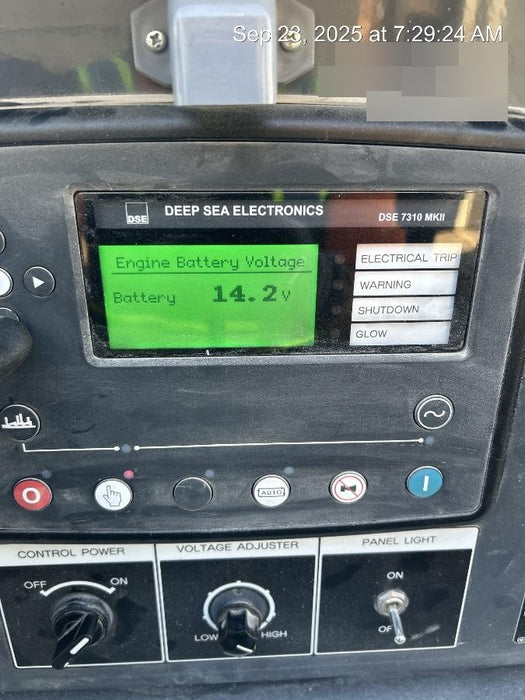 Sep 23, 2025 at 7:29:24 AM
DSE DEEP SEA ELECTRONICS DSE 7310 MKII
Engine Battery Voltage
Battery 14.2 V
ELECTRICAL TRIP
WARNING
SHUTDOWN
GLOW
O
AUTO
I
CONTROL POWER
OFF ON
VOLTAGE ADJUSTER
LOW HIGH
PANEL LIGHT
ON
OFF